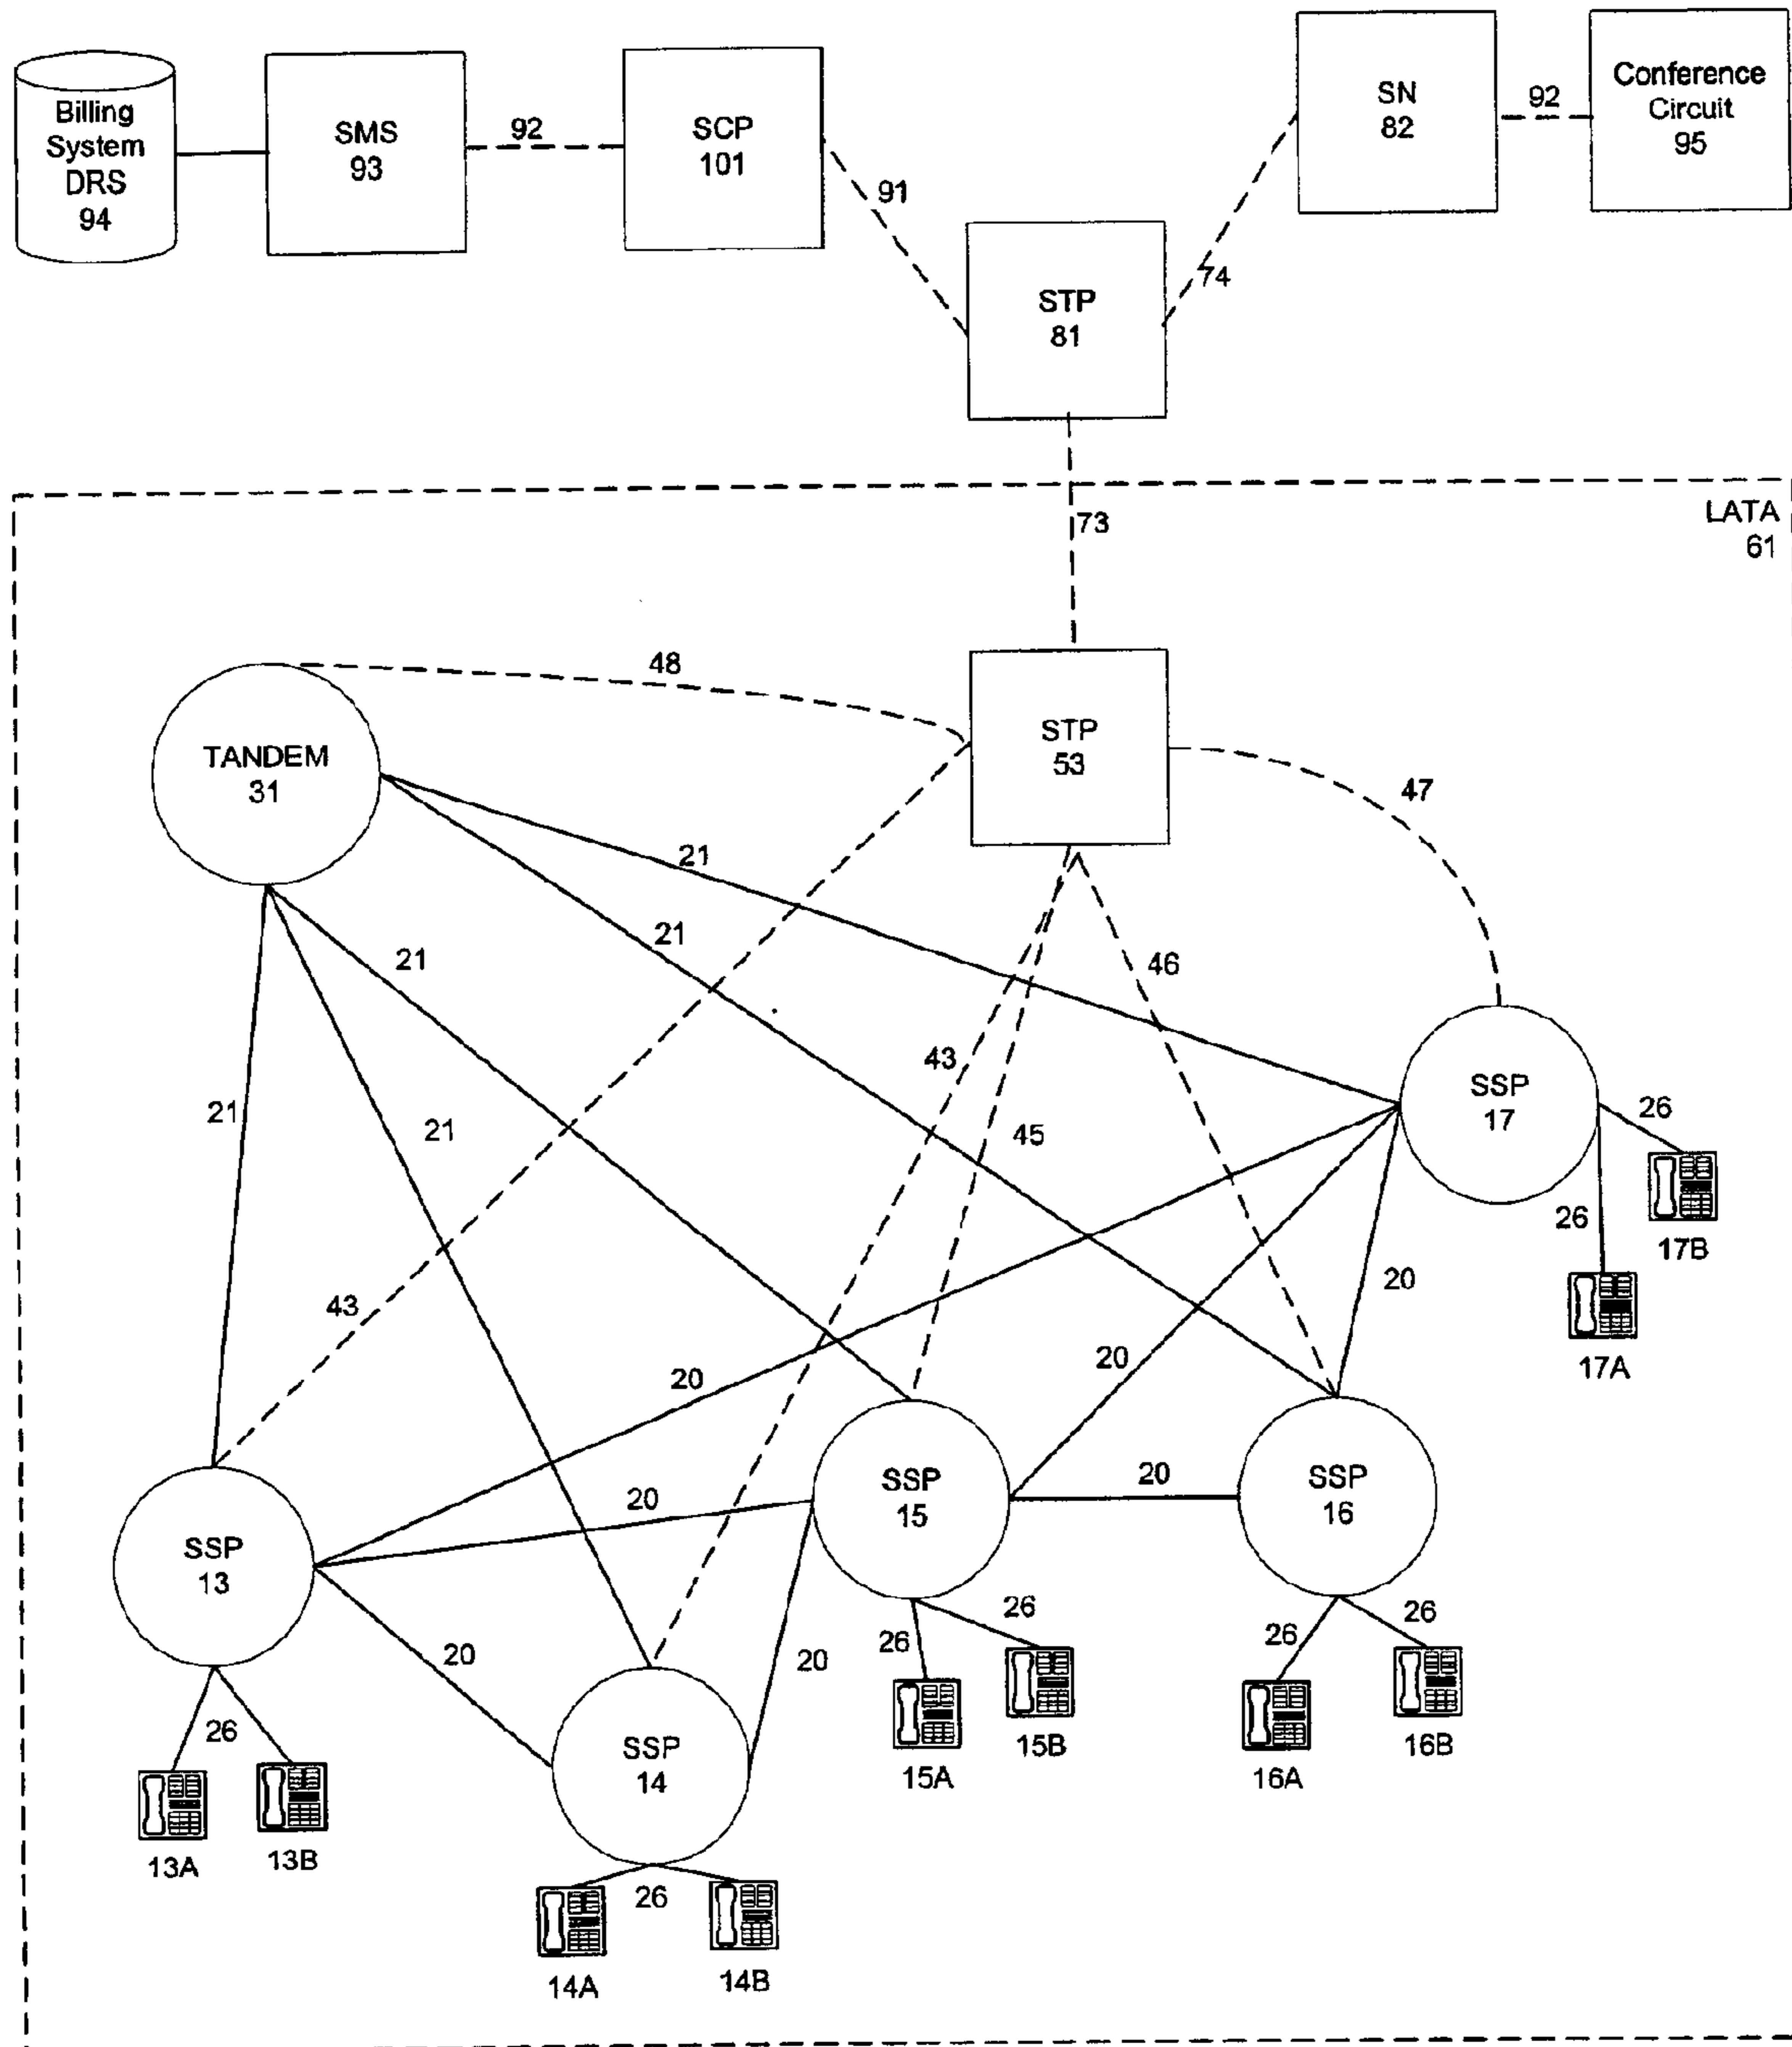 Billing
System
DRS
94
SMS
93
92
SCP
101
91
STP
81
74
SN
82
92
Conference
Circuit
95
73
LATA
61
48
TANDEM
31
STP
53
47
21
21
21
46
43
45
21
21
43
SSP
17
26
26
17B
17A
20
20
20
20
20
SSP
13
SSP
15
SSP
16
20
20
26
26
26
26
26
15A
15B
16A
16B
SSP
14
13A
13B
26
14A
14B